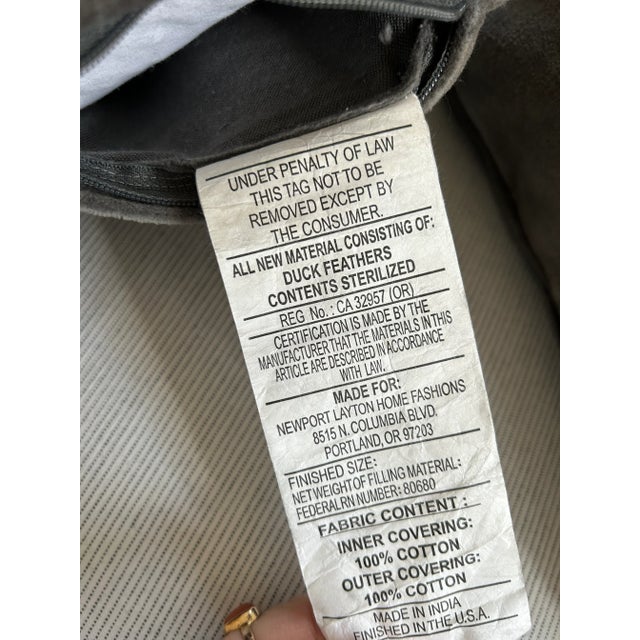 UNDER PENALTY OF LAW
THIS TAG NOT TO BE
REMOVED EXCEPT BY
THE CONSUMER.
ALL NEW MATERIAL CONSISTING OF:
DUCK FEATHERS
CONTENTS STERILIZED
REG No. : CA 32957 (OR)
CERTIFICATION IS MADE BY THE
MANUFACTURER THAT THE MATERIALS IN THIS
ARTICLE ARE DESCRIBED IN ACCORDANCE
WITH LAW.
MADE FOR:
NEWPORT LAYTON HOME FASHIONS
8515 N. COLUMBIA BLVD.
PORTLAND, OR 97203
FINISHED SIZE:
NET WEIGHT OF FILLING MATERIAL:
FEDERAL RN NUMBER: 80680
FABRIC CONTENT :
INNER COVERING:
100% COTTON
OUTER COVERING:
100% COTTON
MADE IN INDIA
FINISHED IN THE U.S.A.